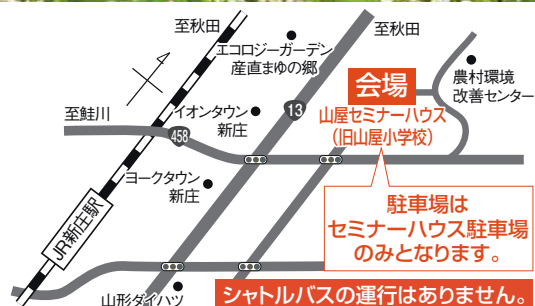 至秋田
至秋田
エコロジーガーデン
産直まゆの郷
会場
農村環境
改善センター
至鮭川
イオンタウン
新庄
13
山屋セミナーハウス
(旧山屋小学校)
458
ヨークタウン
新庄
駐車場は
セミナーハウス駐車場
のみとなります。
JR新庄駅
山形ダイハツ
シャトルバスの運行はありません。